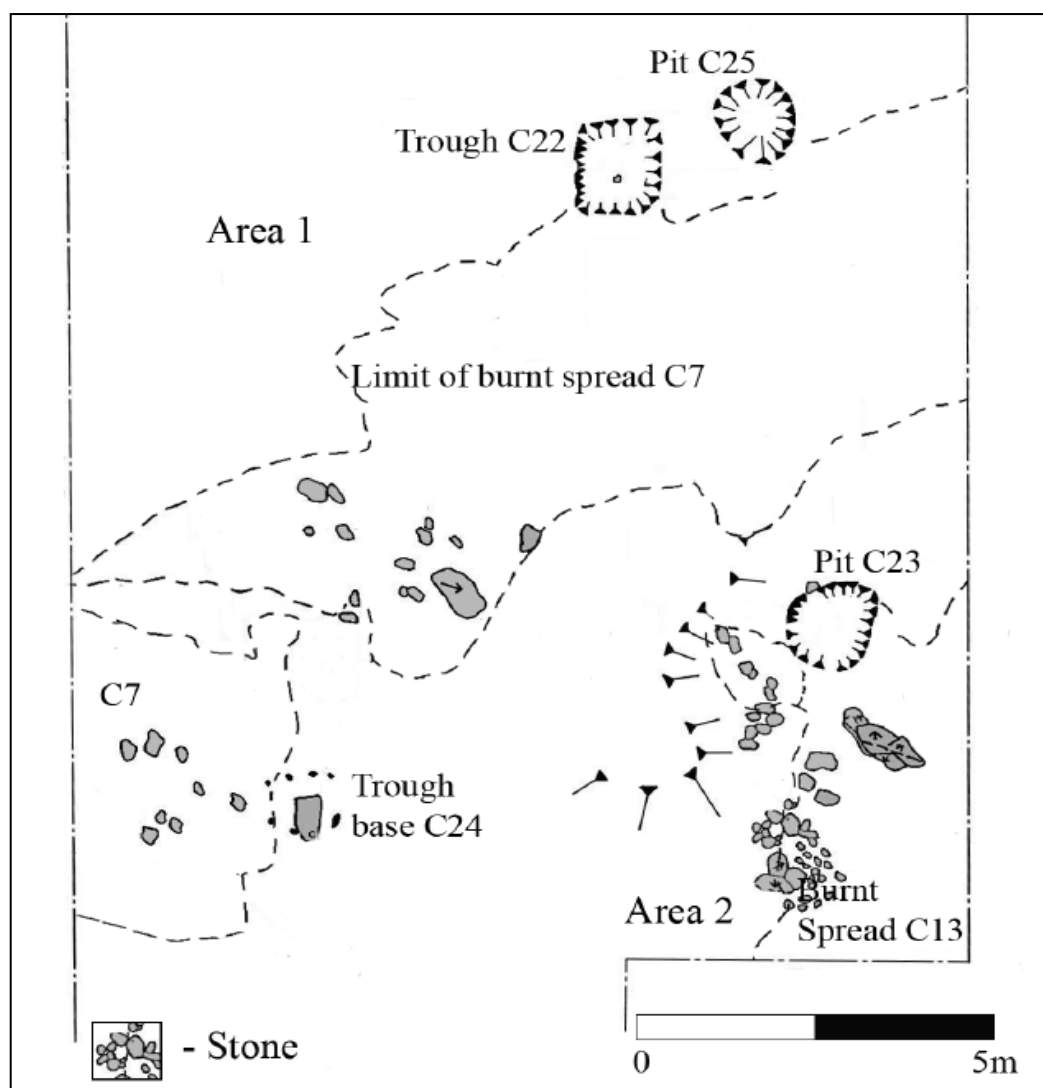 Pit C25
Trough C22
Area 1
Limit of burnt spread C7
Pit C23
C7
Trough
base C24
Area 2
Burnt
Spread C13
- Stone
0
5m